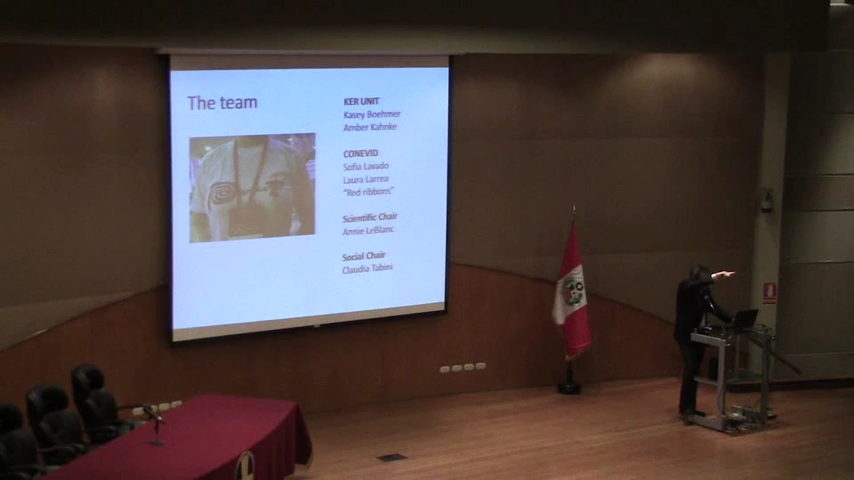 The team
KER UNIT
Kasey Boehmer
Amber Kahnke
CONEVID
Sofia Lavado
Laura Larrea
"Red ribbons"
Scientific Chair
Annie LeBlanc
Social Chair
Claudia Tabini